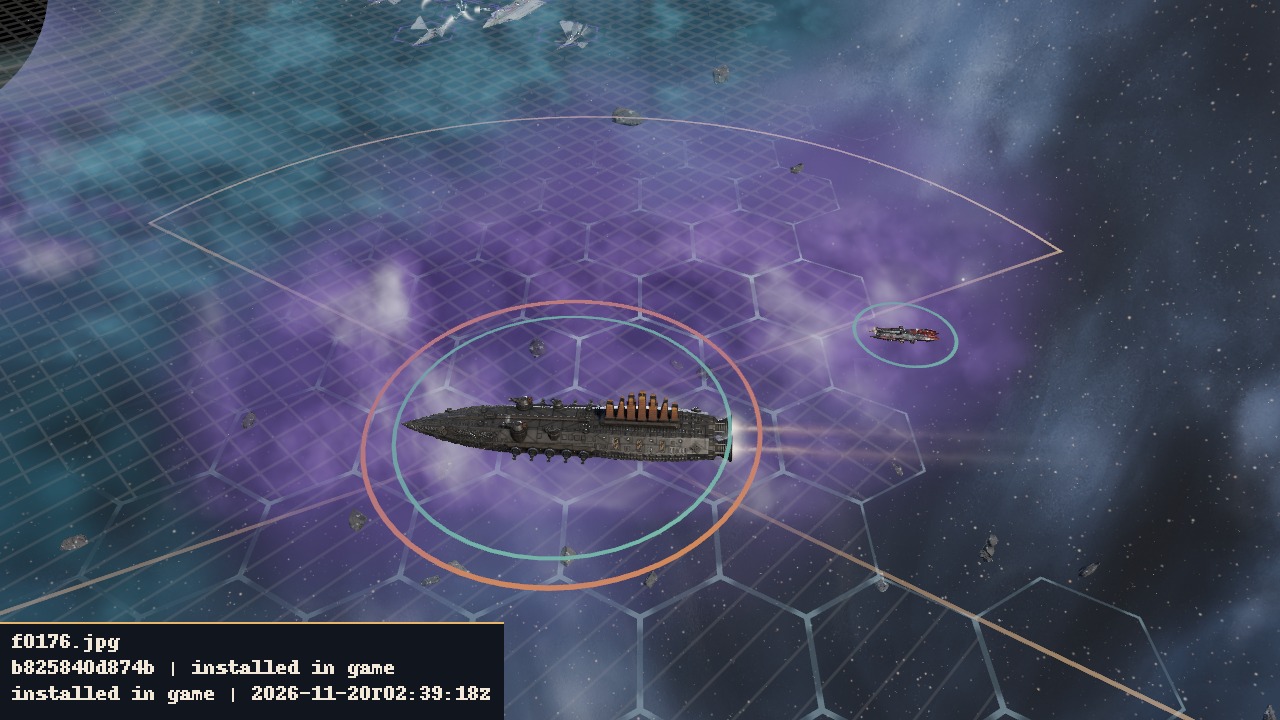 f0176.jpg
b825840d874b | installed in game
installed in game | 2026-11-20T02:39:18Z